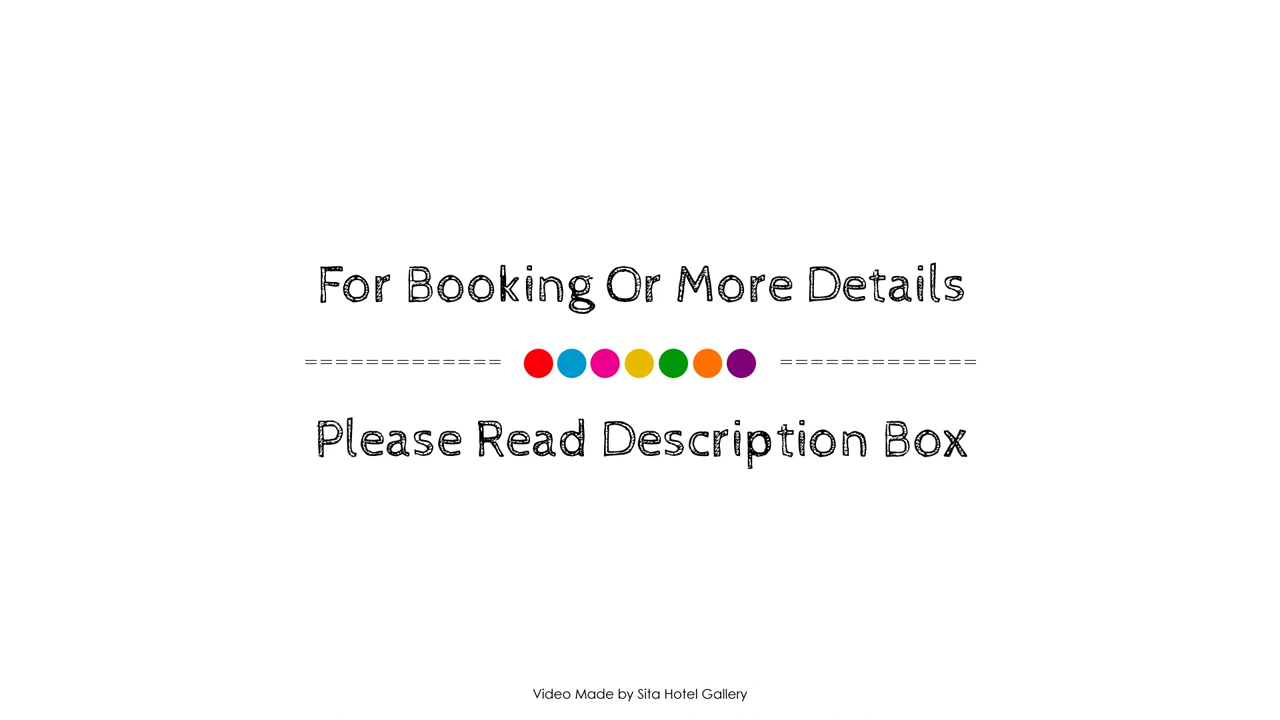 For Booking Or More Details
============= =============
Please Read Description Box
Video Made by Sita Hotel Gallery